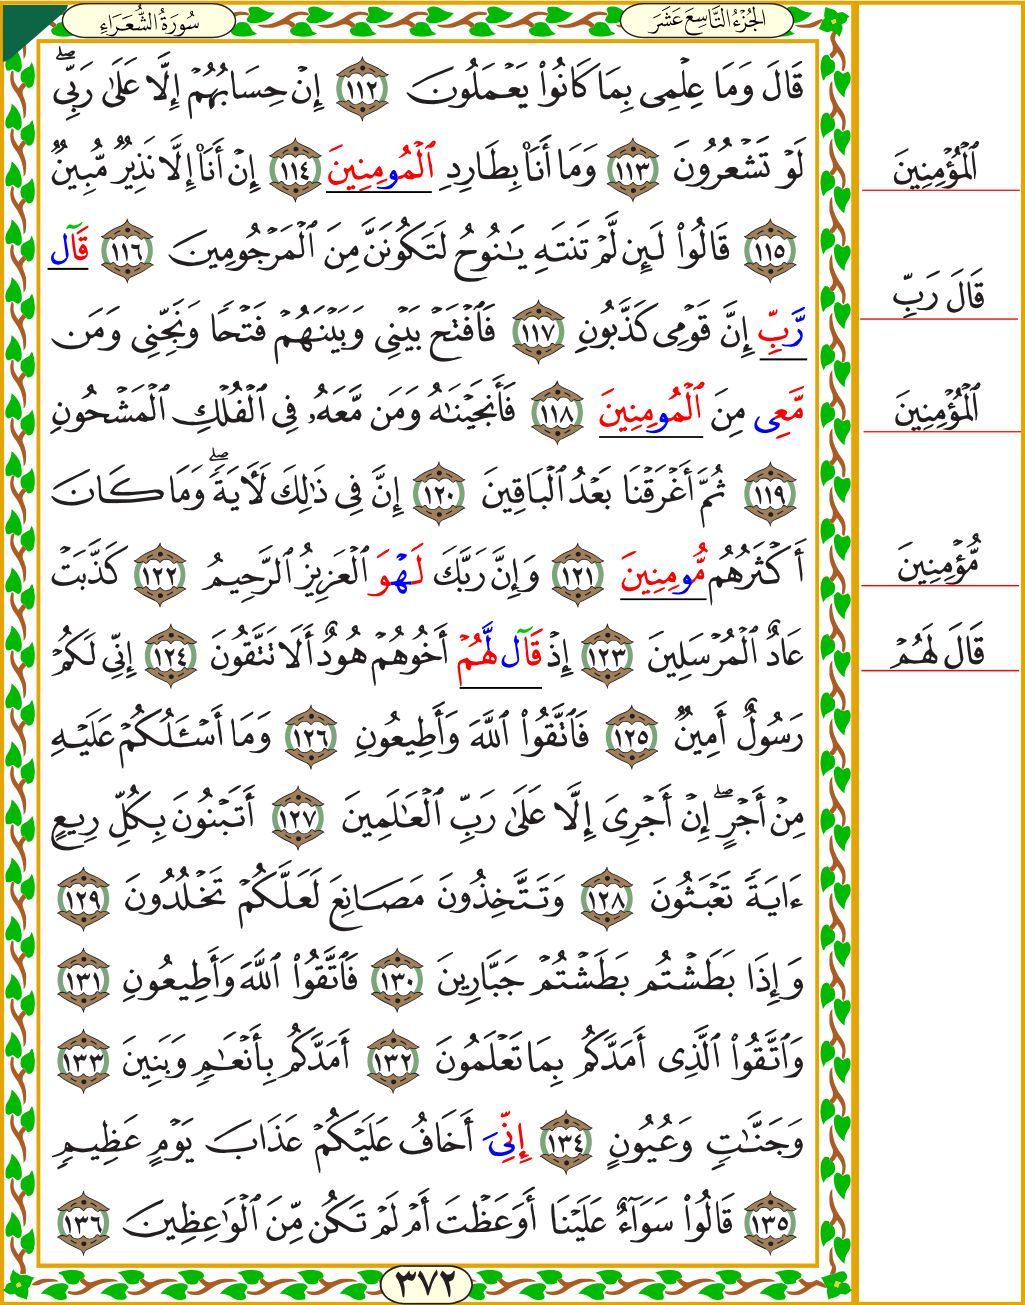 الجُزْءُ التَّاسِعَ عَشَرَ
سُورَةُ الشُّعَرَاءِ
قَالَ وَمَا عِلْمِى بِمَا كَانُوا۟ يَعْمَلُونَ ١١٢ إِنْ حِسَابُهُمْ إِلَّا عَلَىٰ رَبِّىۖ
لَوْ تَشْعُرُونَ ١١٣ وَمَا أَنَا۠ بِطَارِدِ ٱلْمُومِنِينَ ١١٤ إِنْ أَنَا۠ إِلَّا نَذِيرٌ مُّبِينٌ
١١٥ قَالُوا۟ لَئِن لَّمْ تَنتَهِ يَـٰنُوحُ لَتَكُونَنَّ مِنَ ٱلْمَرْجُومِينَ ١١٦ قَال
رَّبِّ إِنَّ قَوْمِى كَذَّبُونِ ١١٧ فَٱفْتَحْ بَيْنِى وَبَيْنَهُمْ فَتْحًا وَنَجِّنِى وَمَن
مَّعِى مِنَ ٱلْمُومِنِينَ ١١٨ فَأَنجَيْنَـٰهُ وَمَن مَّعَهُۥ فِى ٱلْفُلْكِ ٱلْمَشْحُونِ
١١٩ ثُمَّ أَغْرَقْنَا بَعْدُ ٱلْبَاقِينَ ١٢٠ إِنَّ فِى ذَٰلِكَ لَـَٔايَةًۖ وَمَا كَانَ
أَكْثَرُهُم مُّومِنِينَ ١٢١ وَإِنَّ رَبَّكَ لَهْوَ ٱلْعَزِيزُ ٱلرَّحِيمُ ١٢٢ كَذَّبَتْ
عَادٌ ٱلْمُرْسَلِينَ ١٢٣ إِذْ قَال لَّهُمْ أَخُوهُمْ هُودٌ أَلَا تَتَّقُونَ ١٢٤ إِنِّى لَكُمْ
رَسُولٌ أَمِينٌ ١٢٥ فَٱتَّقُوا۟ ٱللَّهَ وَأَطِيعُونِ ١٢٦ وَمَا أَسْـَٔلُكُمْ عَلَيْهِ
مِنْ أَجْرٍۖ إِنْ أَجْرِىَ إِلَّا عَلَىٰ رَبِّ ٱلْعَـٰلَمِينَ ١٢٧ أَتَبْنُونَ بِكُلِّ رِيعٍ
ءَايَةً تَعْبَثُونَ ١٢٨ وَتَتَّخِذُونَ مَصَانِعَ لَعَلَّكُمْ تَخْلُدُونَ ١٢٩
وَإِذَا بَطَشْتُم بَطَشْتُمْ جَبَّارِينَ ١٣٠ فَٱتَّقُوا۟ ٱللَّهَ وَأَطِيعُونِ ١٣١
وَٱتَّقُوا۟ ٱلَّذِى أَمَدَّكُم بِمَا تَعْلَمُونَ ١٣٢ أَمَدَّكُم بِأَنْعَـٰمٍ وَبَنِينَ ١٣٣
وَجَنَّـٰتٍ وَعُيُونٍ ١٣٤ إِنِّىَ أَخَافُ عَلَيْكُمْ عَذَابَ يَوْمٍ عَظِيمٍ
١٣٥ قَالُوا۟ سَوَآءٌ عَلَيْنَا أَوَعَظْتَ أَمْ لَمْ تَكُن مِّنَ ٱلْوَٰعِظِينَ ١٣٦
٣٧٢
ٱلْمُؤْمِنِينَ
قَالَ رَبِّ
ٱلْمُؤْمِنِينَ
مُّؤْمِنِينَ
قَالَ لَهُمْ